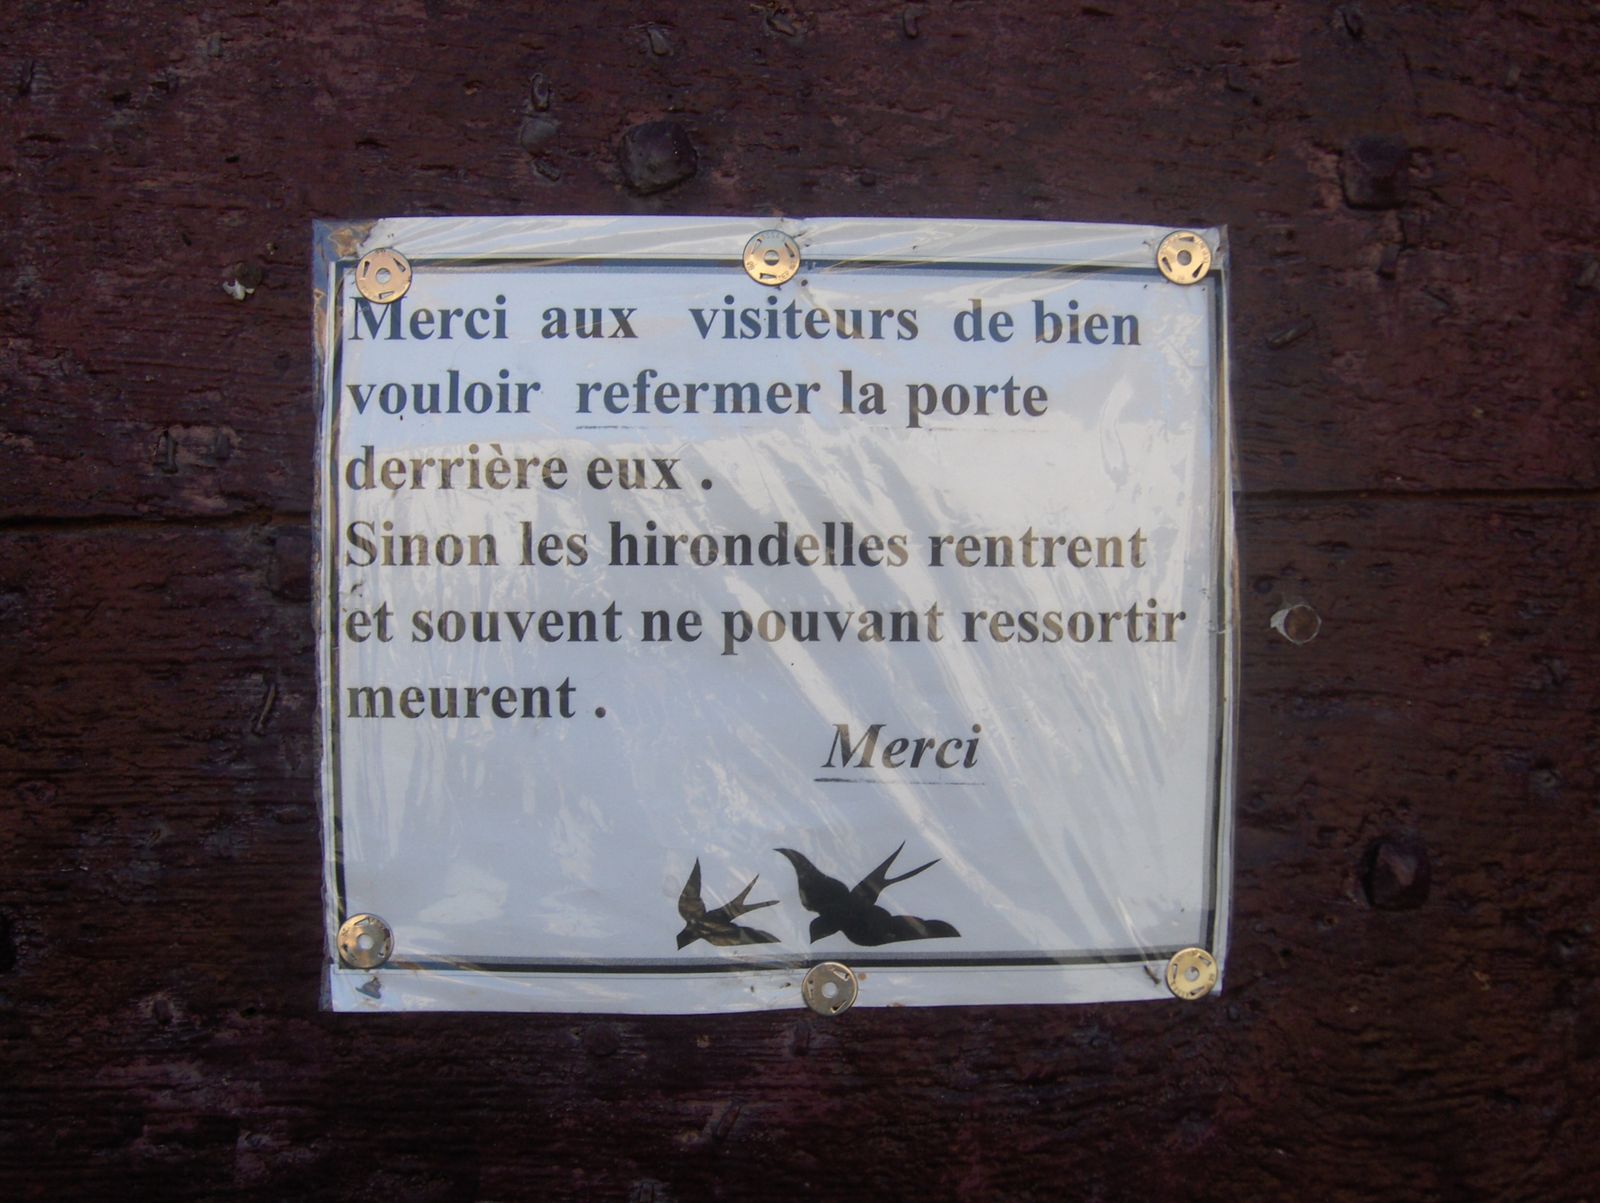 Merci aux visiteurs de bien
vouloir refermer la porte
derrière eux .
Sinon les hirondelles rentrent
et souvent ne pouvant ressortir
meurent .
Merci